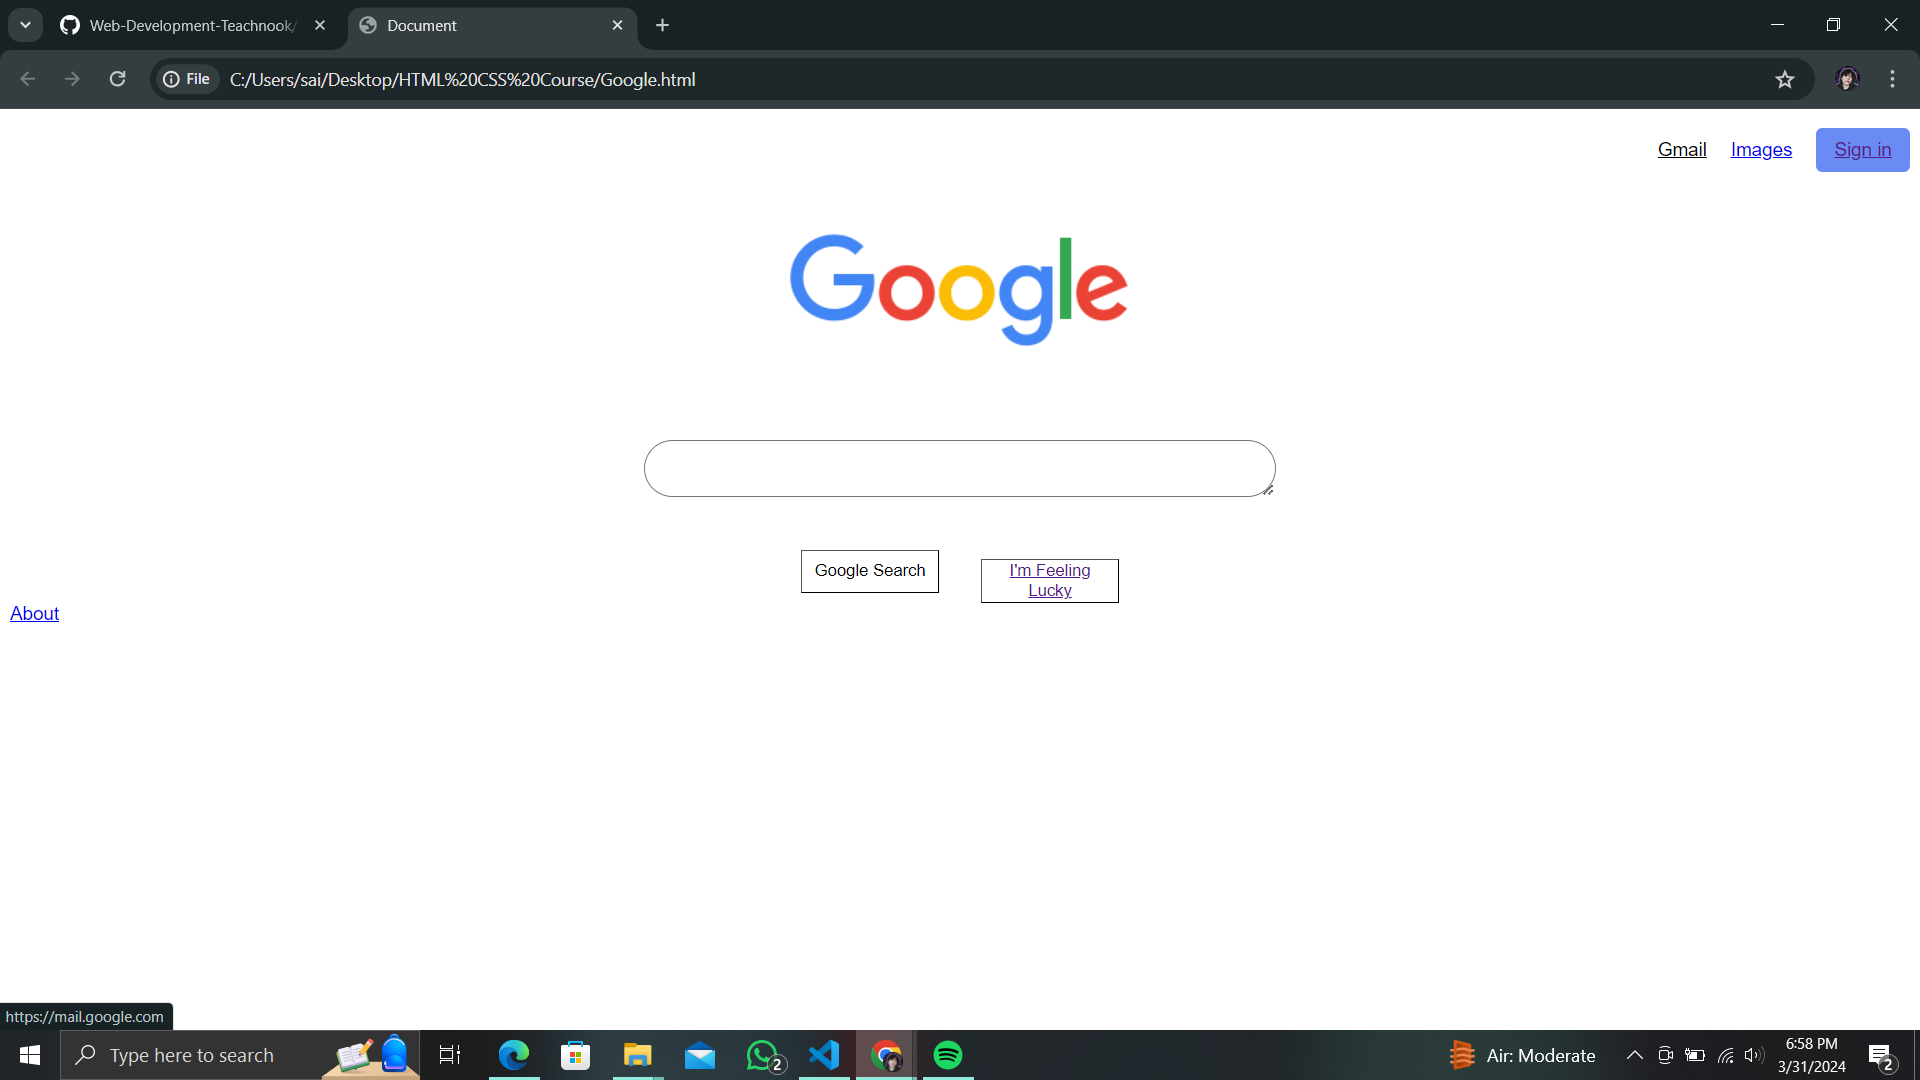 Web-Development-Teachnook/
Document
File
C:/Users/sai/Desktop/HTML%20CSS%20Course/Google.html
Gmail
Images
Sign in
Google
Google Search
I'm Feeling
Lucky
About
https://mail.google.com
Type here to search
2
Air: Moderate
6:58 PM
3/31/2024
2